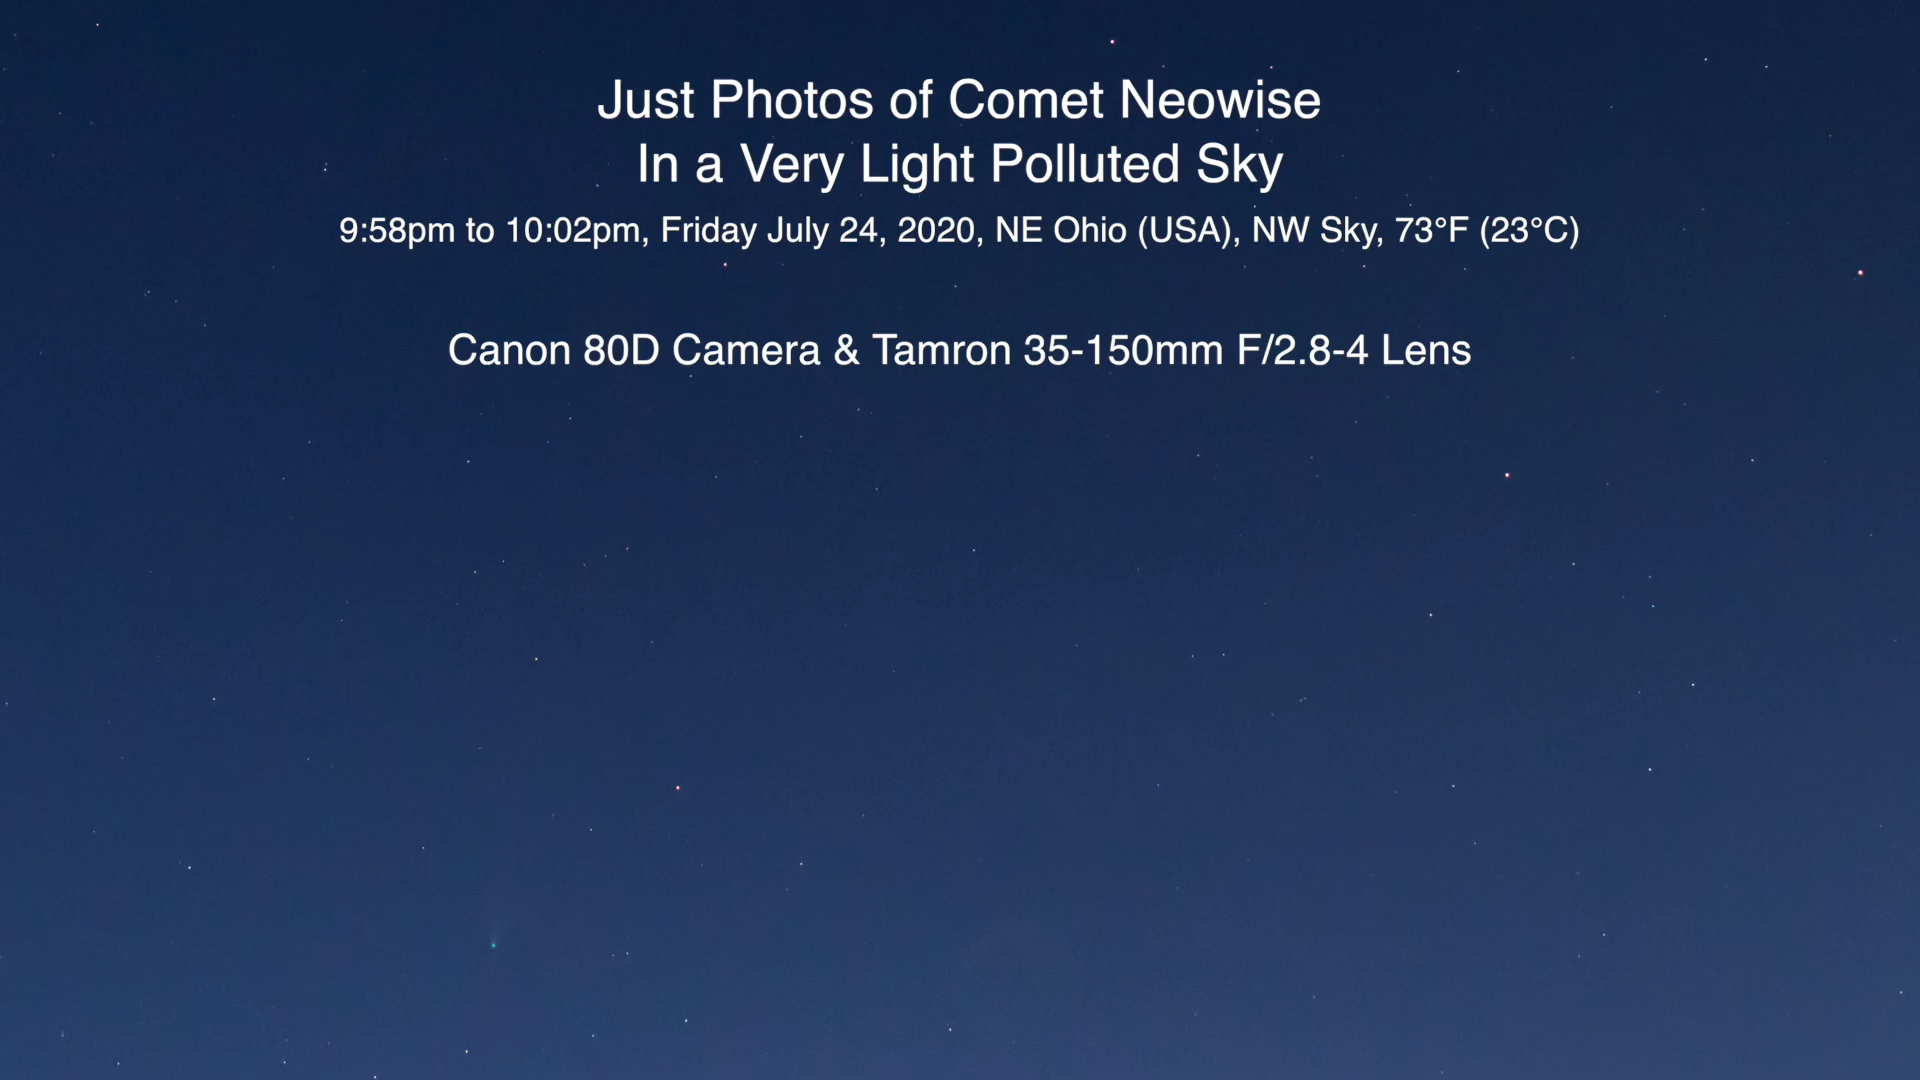 Just Photos of Comet Neowise
In a Very Light Polluted Sky
9:58pm to 10:02pm, Friday July 24, 2020, NE Ohio (USA), NW Sky, 73°F (23°C)
Canon 80D Camera & Tamron 35-150mm F/2.8-4 Lens